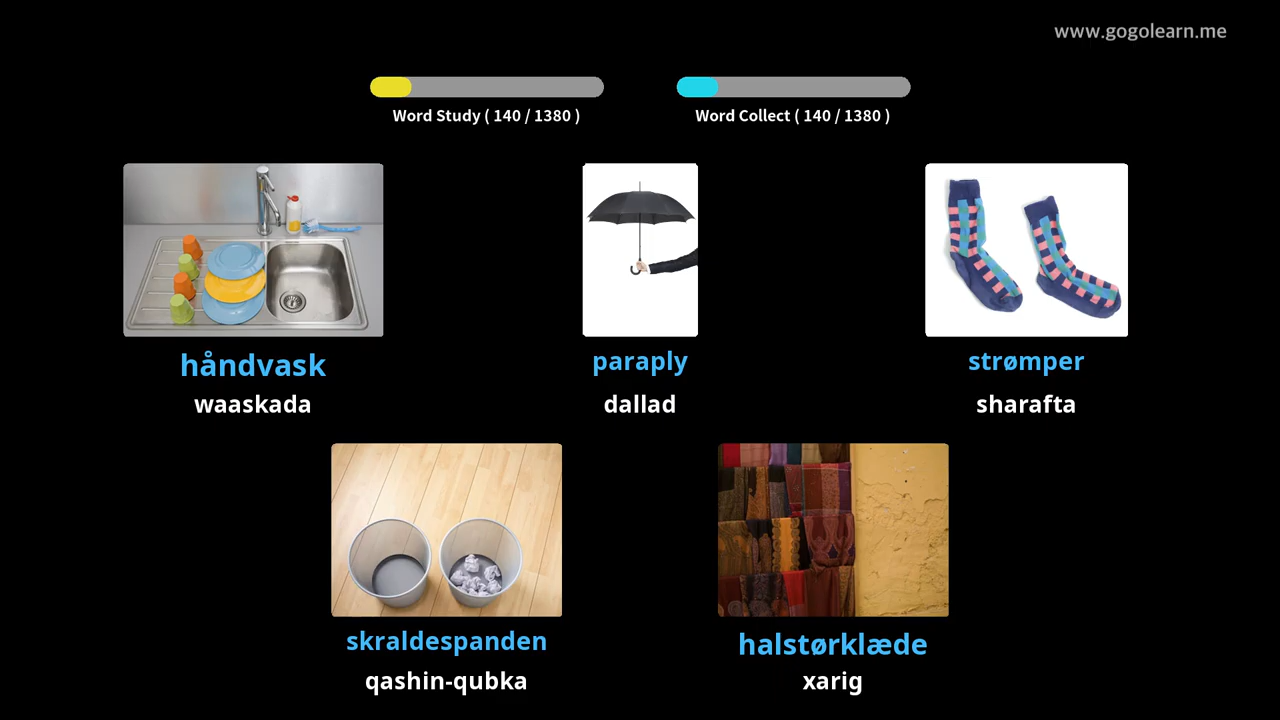 www.gogolearn.me
Word Study ( 140 / 1380 )
Word Collect ( 140 / 1380 )
håndvask
waaskada
paraply
dallad
strømper
sharafta
skraldespanden
qashin-qubka
halstørklæde
xarig